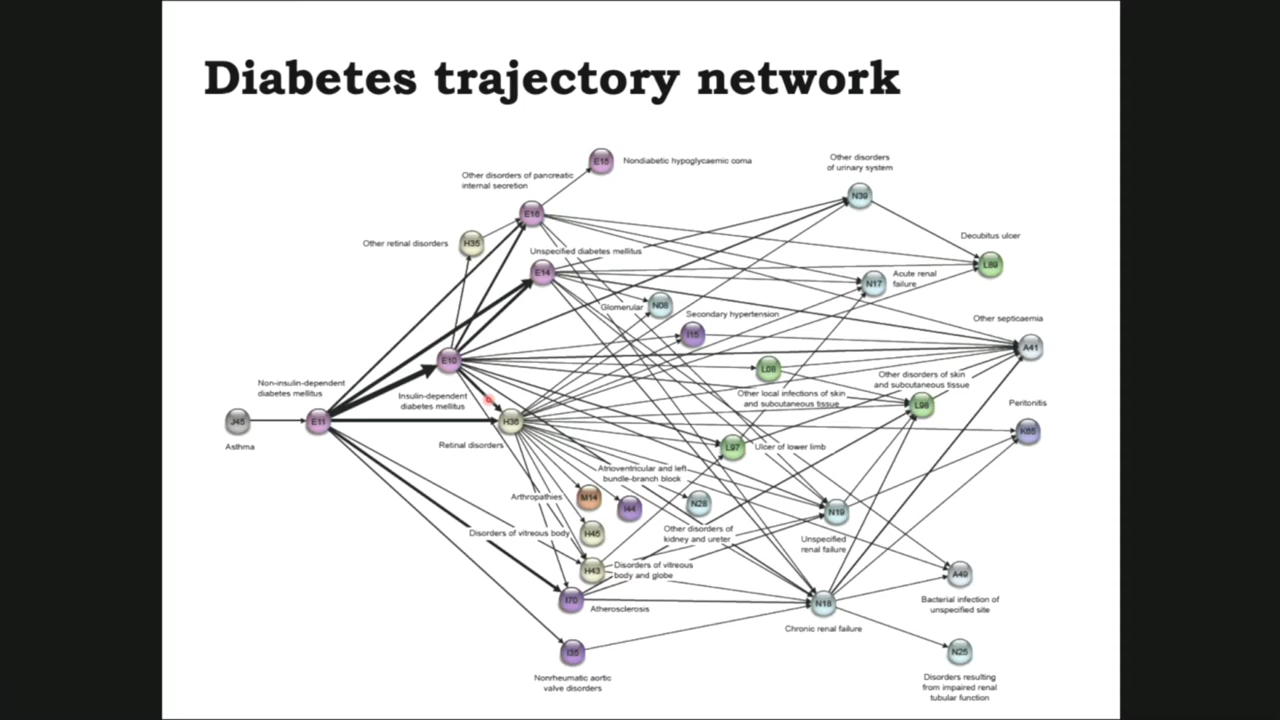 Diabetes trajectory network
E15
Nondiabetic hypoglycaemic coma
Other disorders
of urinary system
Other disorders of pancreatic
internal secretion
E16
N39
Other retinal disorders
H35
Decubitus ulcer
Unspecified diabetes mellitus
E14
L89
N17
Acute renal
failure
Glomerular
N08
Secondary hypertension
I15
Other septicaemia
A41
E10
L08
Other disorders of skin
and subcutaneous tissue
Non-insulin-dependent
diabetes mellitus
Insulin-dependent
diabetes mellitus
Other local infections of skin
and subcutaneous tissue
L98
Peritonitis
J45
Asthma
E11
H36
Retinal disorders
L97
Ulcer of lower limb
K65
Atrioventricular and left
bundle-branch block
Arthropathies
M14
I44
N28
N19
Disorders of vitreous body
H45
Other disorders of
kidney and ureter
Unspecified
renal failure
H43
Disorders of vitreous
body and globe
A49
I70
Atherosclerosis
N18
Bacterial infection of
unspecified site
Chronic renal failure
I35
N25
Nonrheumatic aortic
valve disorders
Disorders resulting
from impaired renal
tubular function